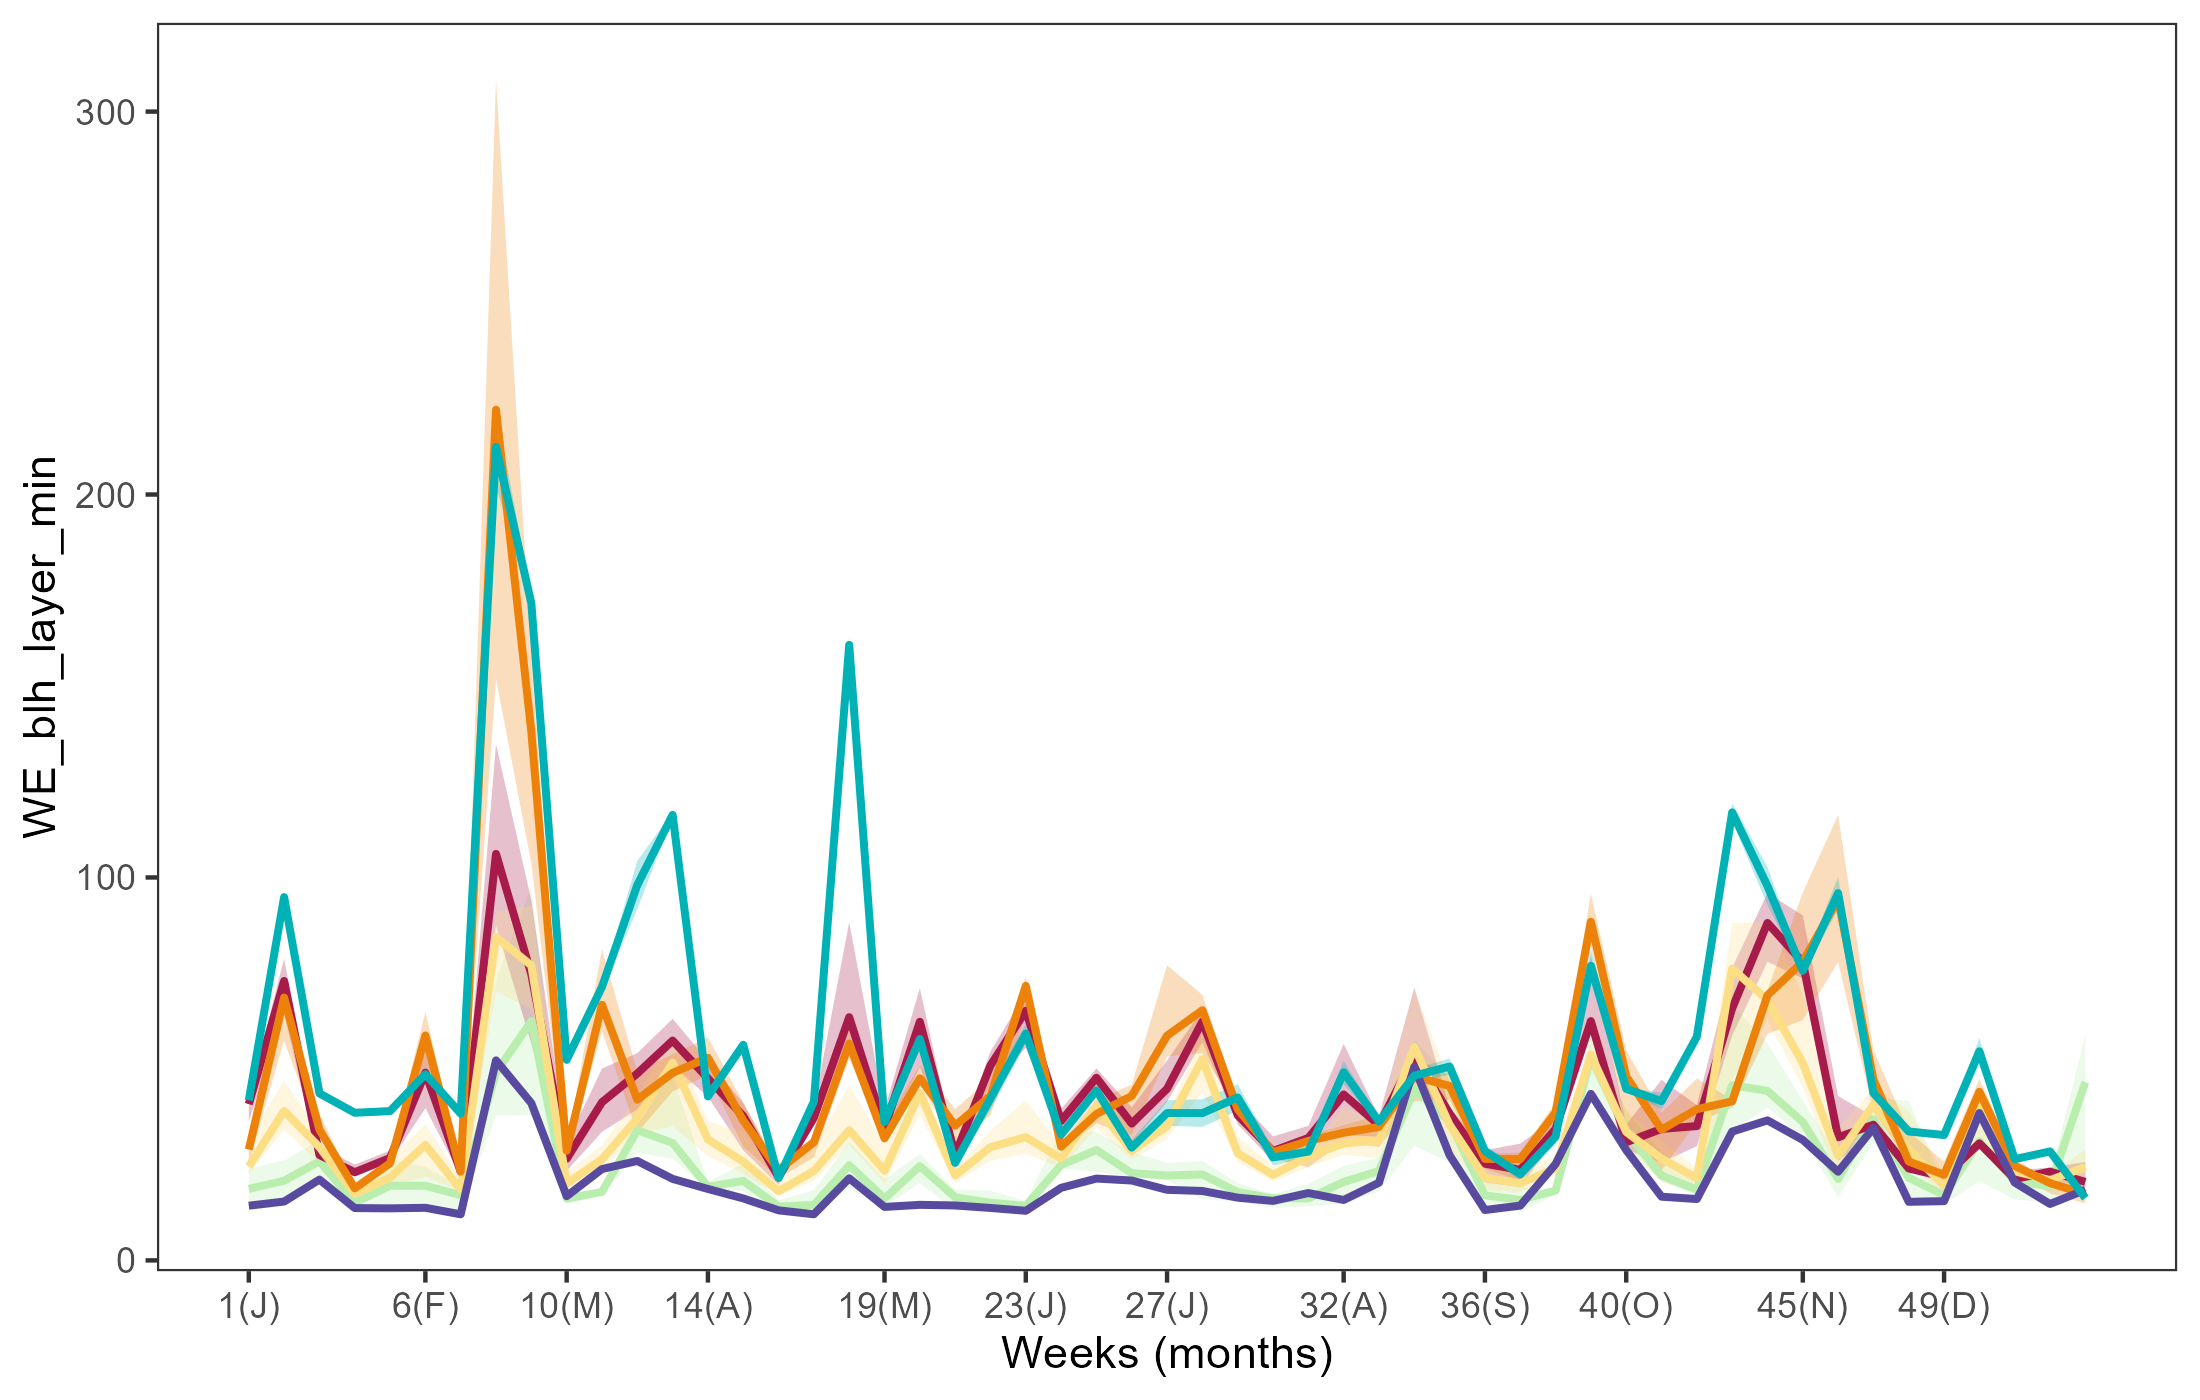 WE_blh_layer_min
300
200
100
0
1(J) 6(F) 10(M) 14(A) 19(M) 23(J) 27(J) 32(A) 36(S) 40(O) 45(N) 49(D)
Weeks (months)